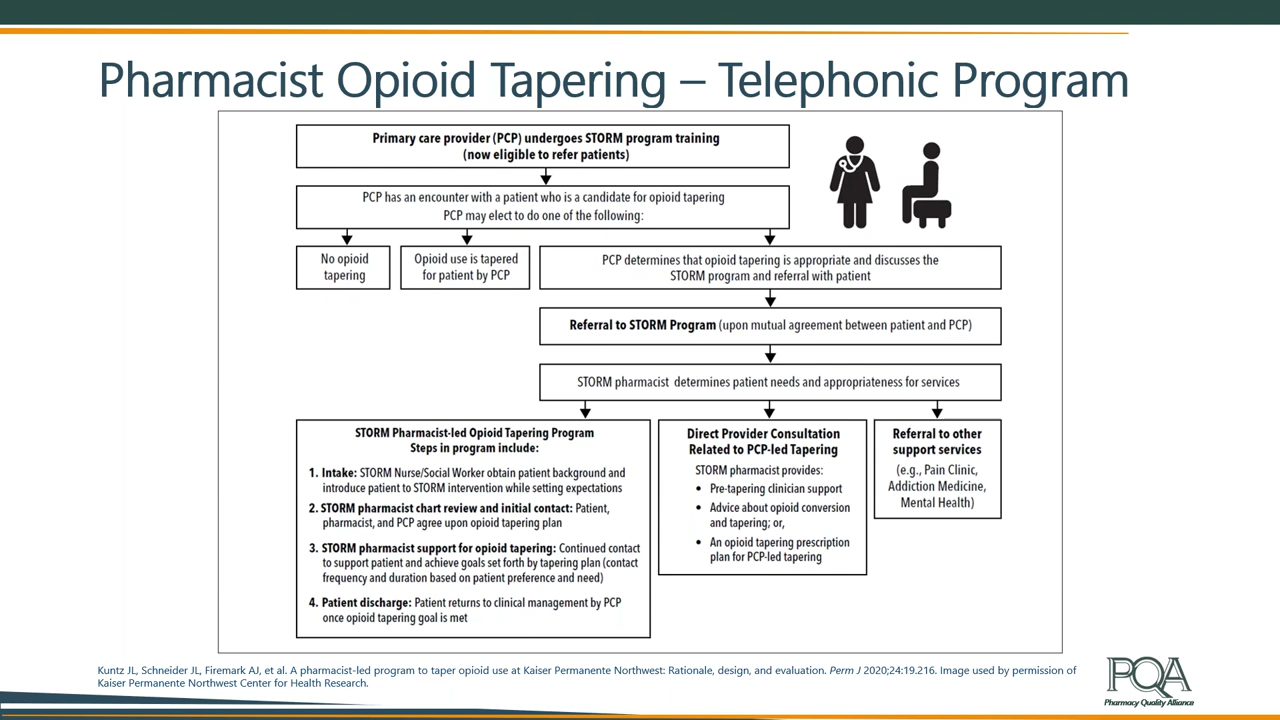 Pharmacist Opioid Tapering – Telephonic Program
Primary care provider (PCP) undergoes STORM program training
(now eligible to refer patients)
PCP has an encounter with a patient who is a candidate for opioid tapering
PCP may elect to do one of the following:
No opioid
tapering
Opioid use is tapered
for patient by PCP
PCP determines that opioid tapering is appropriate and discusses the
STORM program and referral with patient
Referral to STORM Program (upon mutual agreement between patient and PCP)
STORM pharmacist determines patient needs and appropriateness for services
STORM Pharmacist-led Opioid Tapering Program
Steps in program include:
1. Intake: STORM Nurse/Social Worker obtain patient background and
introduce patient to STORM intervention while setting expectations
2. STORM pharmacist chart review and initial contact: Patient,
pharmacist, and PCP agree upon opioid tapering plan
3. STORM pharmacist support for opioid tapering: Continued contact
to support patient and achieve goals set forth by tapering plan (contact
frequency and duration based on patient preference and need)
4. Patient discharge: Patient returns to clinical management by PCP
once opioid tapering goal is met
Direct Provider Consultation
Related to PCP-led Tapering
STORM pharmacist provides:
• Pre-tapering clinician support
• Advice about opioid conversion
and tapering; or,
• An opioid tapering prescription
plan for PCP-led tapering
Referral to other
support services
(e.g., Pain Clinic,
Addiction Medicine,
Mental Health)
Kuntz JL, Schneider JL, Firemark AJ, et al. A pharmacist-led program to taper opioid use at Kaiser Permanente Northwest: Rationale, design, and evaluation. Perm J 2020;24:19.216. Image used by permission of
Kaiser Permanente Northwest Center for Health Research.
PQA
Pharmacy Quality Alliance